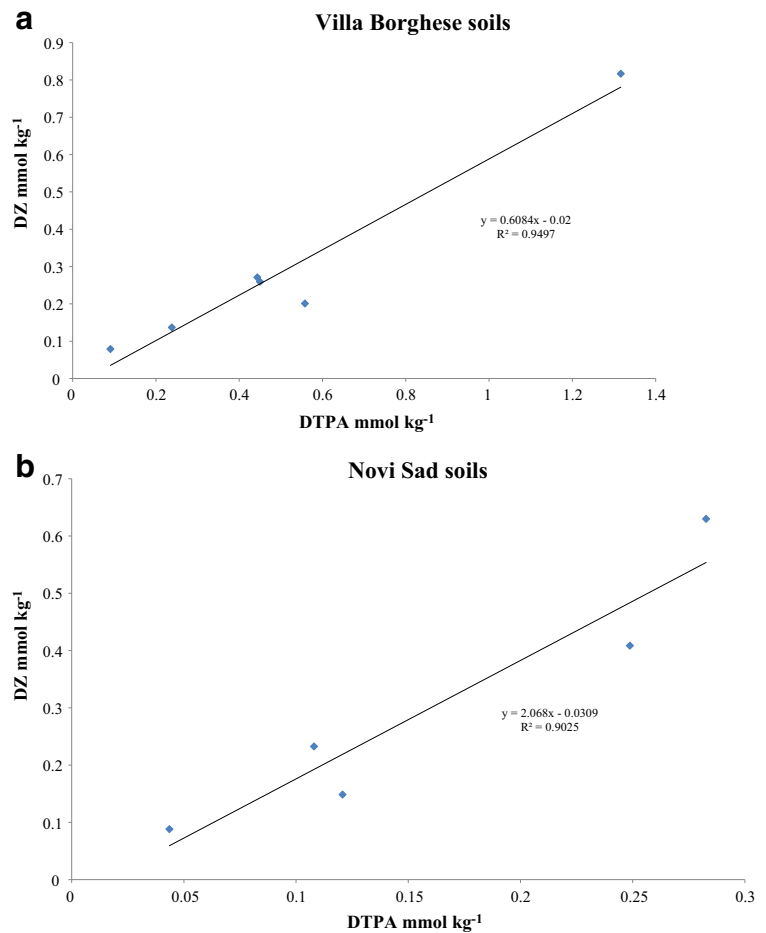 a
Villa Borghese soils
0.9
0.8
0.7
0.6
0.5
0.4
0.3
0.2
0.1
0
DZ mmol kg-1
y = 0.6084x - 0.02
R² = 0.9497
0 0.2 0.4 0.6 0.8 1 1.2 1.4
DTPA mmol kg-1
b
Novi Sad soils
0.7
0.6
0.5
0.4
0.3
0.2
0.1
0
DZ mmol kg-1
y = 2.068x - 0.0309
R² = 0.9025
0 0.05 0.1 0.15 0.2 0.25 0.3
DTPA mmol kg-1